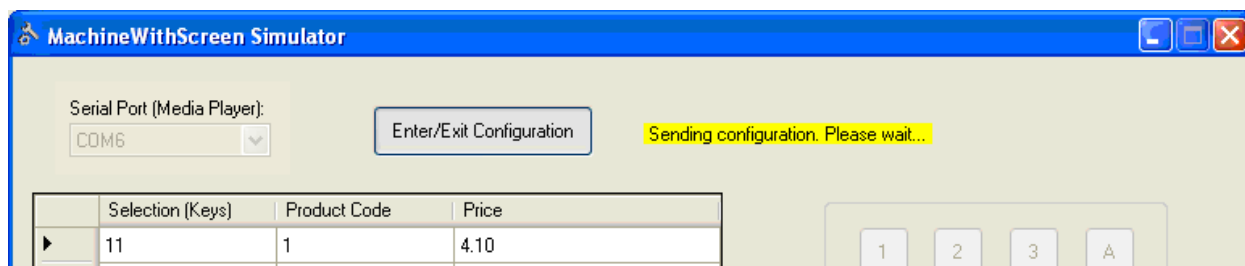 MachineWithScreen Simulator
Serial Port (Media Player):
COM6
Enter/Exit Configuration
Sending configuration. Please wait...
Selection (Keys) Product Code Price
11 1 4.10
1 2 3 A